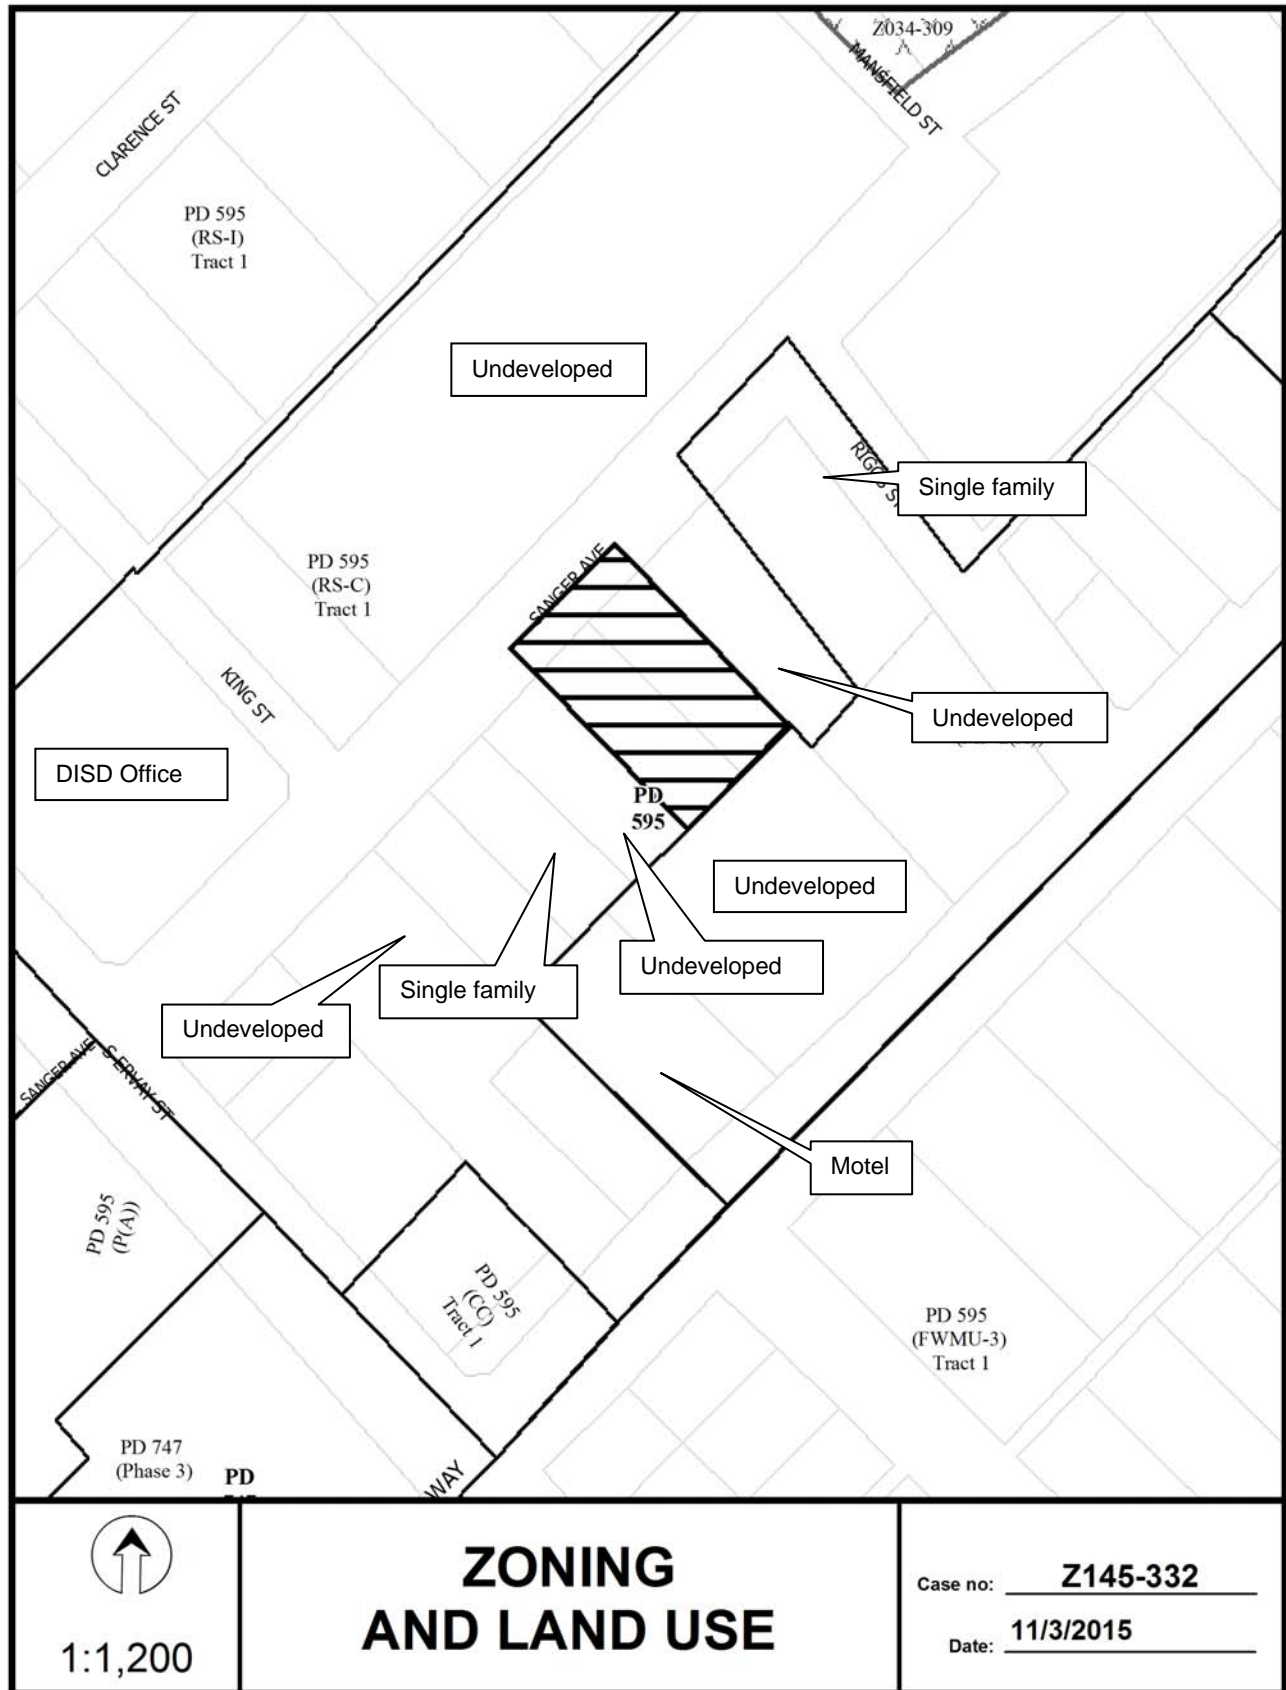 Z034-309
MANSFIELD ST
CLARENCE ST
PD 595
(RS-I)
Tract 1
Undeveloped
RIGGS ST
Single family
PD 595
(RS-C)
Tract 1
SANGER AVE
KING ST
Undeveloped
DISD Office
PD
595
Undeveloped
Undeveloped
Single family
Undeveloped
SANGER AVE
S ERVAY ST
Motel
PD 595
(P(A))
PD 595
(CC)
Tract 1
PD 595
(FWMU-3)
Tract 1
PD 747
(Phase 3)
PD
WAY
1:1,200
ZONING
AND LAND USE
Case no: Z145-332
Date: 11/3/2015